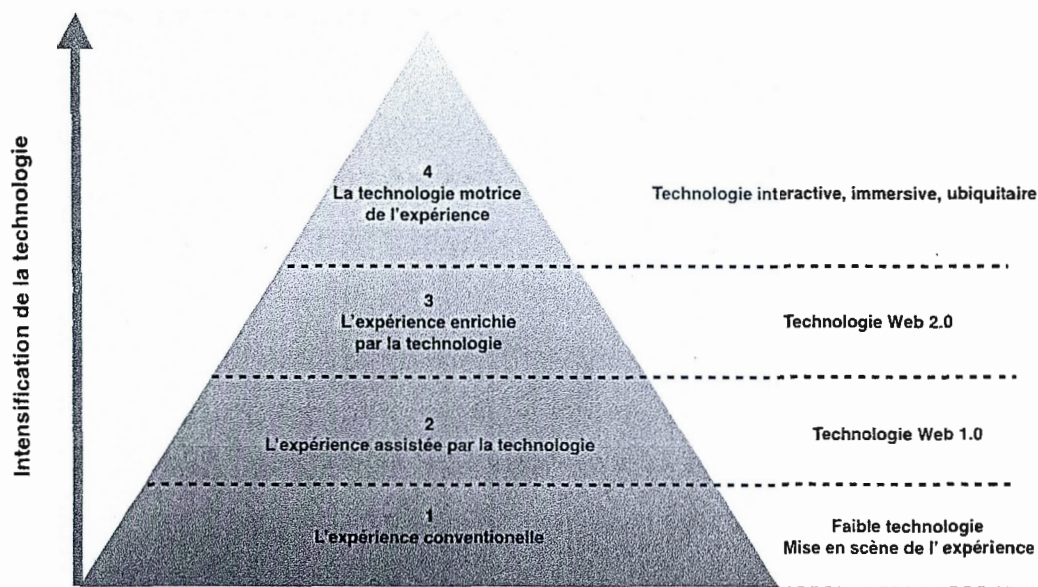 Intensification de la technologie
4
La technologie motrice
de l'expérience
Technologie interactive, immersive, ubiquitaire
3
L'expérience enrichie
par la technologie
Technologie Web 2.0
2
L'expérience assistée par la technologie
Technologie Web 1.0
1
L'expérience conventionelle
Faible technologie
Mise en scène de l' expérience